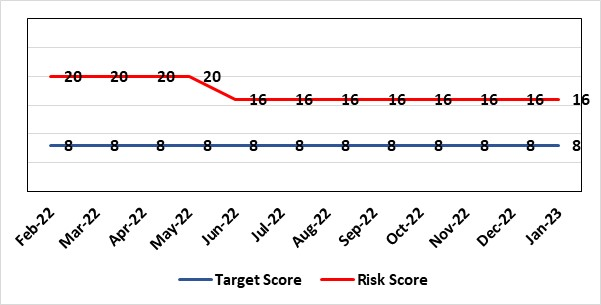 20 20 20 20
16 16 16 16 16 16 16 16
8 8 8 8 8 8 8 8 8 8 8 8
Feb-22 Mar-22 Apr-22 May-22 Jun-22 Jul-22 Aug-22 Sep-22 Oct-22 Nov-22 Dec-22 Jan-23
Target Score Risk Score